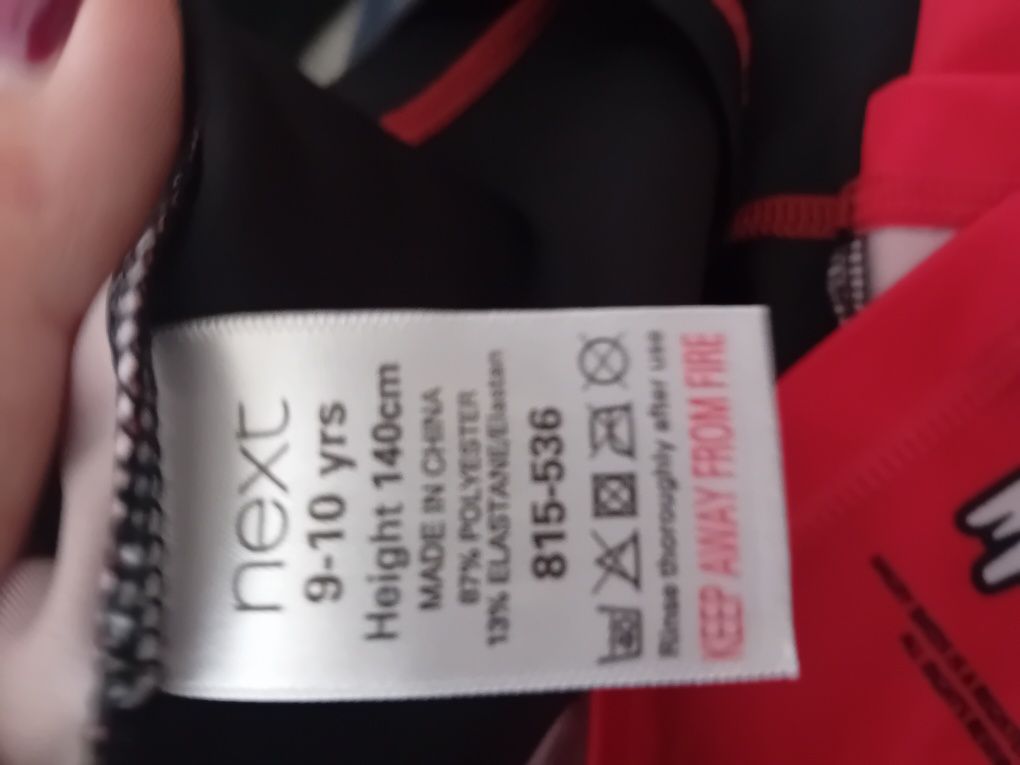 next
9-10 yrs
Height 140cm
MADE IN CHINA
87% POLYESTER
13% ELASTANE/Elastan
815-536
40
Rinse thoroughly after use
KEEP AWAY FROM FIRE